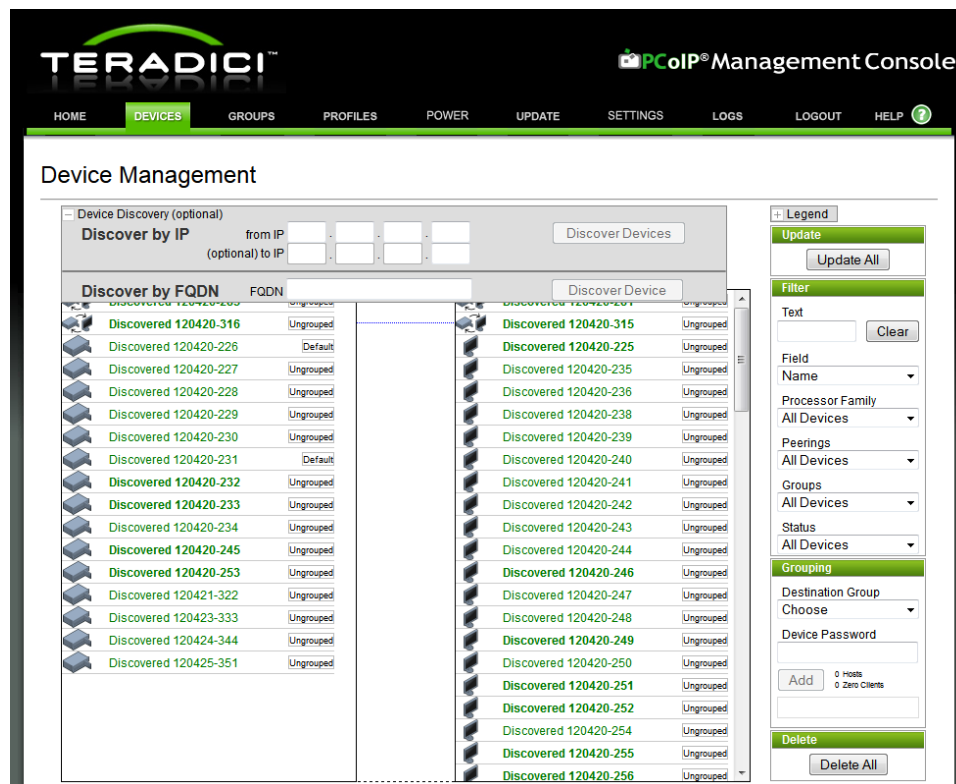 TERADICI™
PCoIP® Management Console
HOME DEVICES GROUPS PROFILES POWER UPDATE SETTINGS LOGS LOGOUT HELP ?
Device Management
Device Discovery (optional)
Discover by IP from IP . . . Discover Devices
(optional) to IP . . .
Discover by FQDN FQDN Discover Device
Discovered 120420-316 Ungrouped
Discovered 120420-226 Default
Discovered 120420-227 Ungrouped
Discovered 120420-228 Ungrouped
Discovered 120420-229 Ungrouped
Discovered 120420-230 Ungrouped
Discovered 120420-231 Default
Discovered 120420-232 Ungrouped
Discovered 120420-233 Ungrouped
Discovered 120420-234 Ungrouped
Discovered 120420-245 Ungrouped
Discovered 120420-253 Ungrouped
Discovered 120421-322 Ungrouped
Discovered 120423-333 Ungrouped
Discovered 120424-344 Ungrouped
Discovered 120425-351 Ungrouped
Discovered 120420-315 Ungrouped
Discovered 120420-225 Ungrouped
Discovered 120420-235 Ungrouped
Discovered 120420-236 Ungrouped
Discovered 120420-238 Ungrouped
Discovered 120420-239 Ungrouped
Discovered 120420-240 Ungrouped
Discovered 120420-241 Ungrouped
Discovered 120420-242 Ungrouped
Discovered 120420-243 Ungrouped
Discovered 120420-244 Ungrouped
Discovered 120420-246 Ungrouped
Discovered 120420-247 Ungrouped
Discovered 120420-248 Ungrouped
Discovered 120420-249 Ungrouped
Discovered 120420-250 Ungrouped
Discovered 120420-251 Ungrouped
Discovered 120420-252 Ungrouped
Discovered 120420-254 Ungrouped
Discovered 120420-255 Ungrouped
Discovered 120420-256 Ungrouped
Legend
Update
Update All
Filter
Text
Clear
Field
Name
Processor Family
All Devices
Peerings
All Devices
Groups
All Devices
Status
All Devices
Grouping
Destination Group
Choose
Device Password
Add
0 Hosts
0 Zero Clients
Delete
Delete All